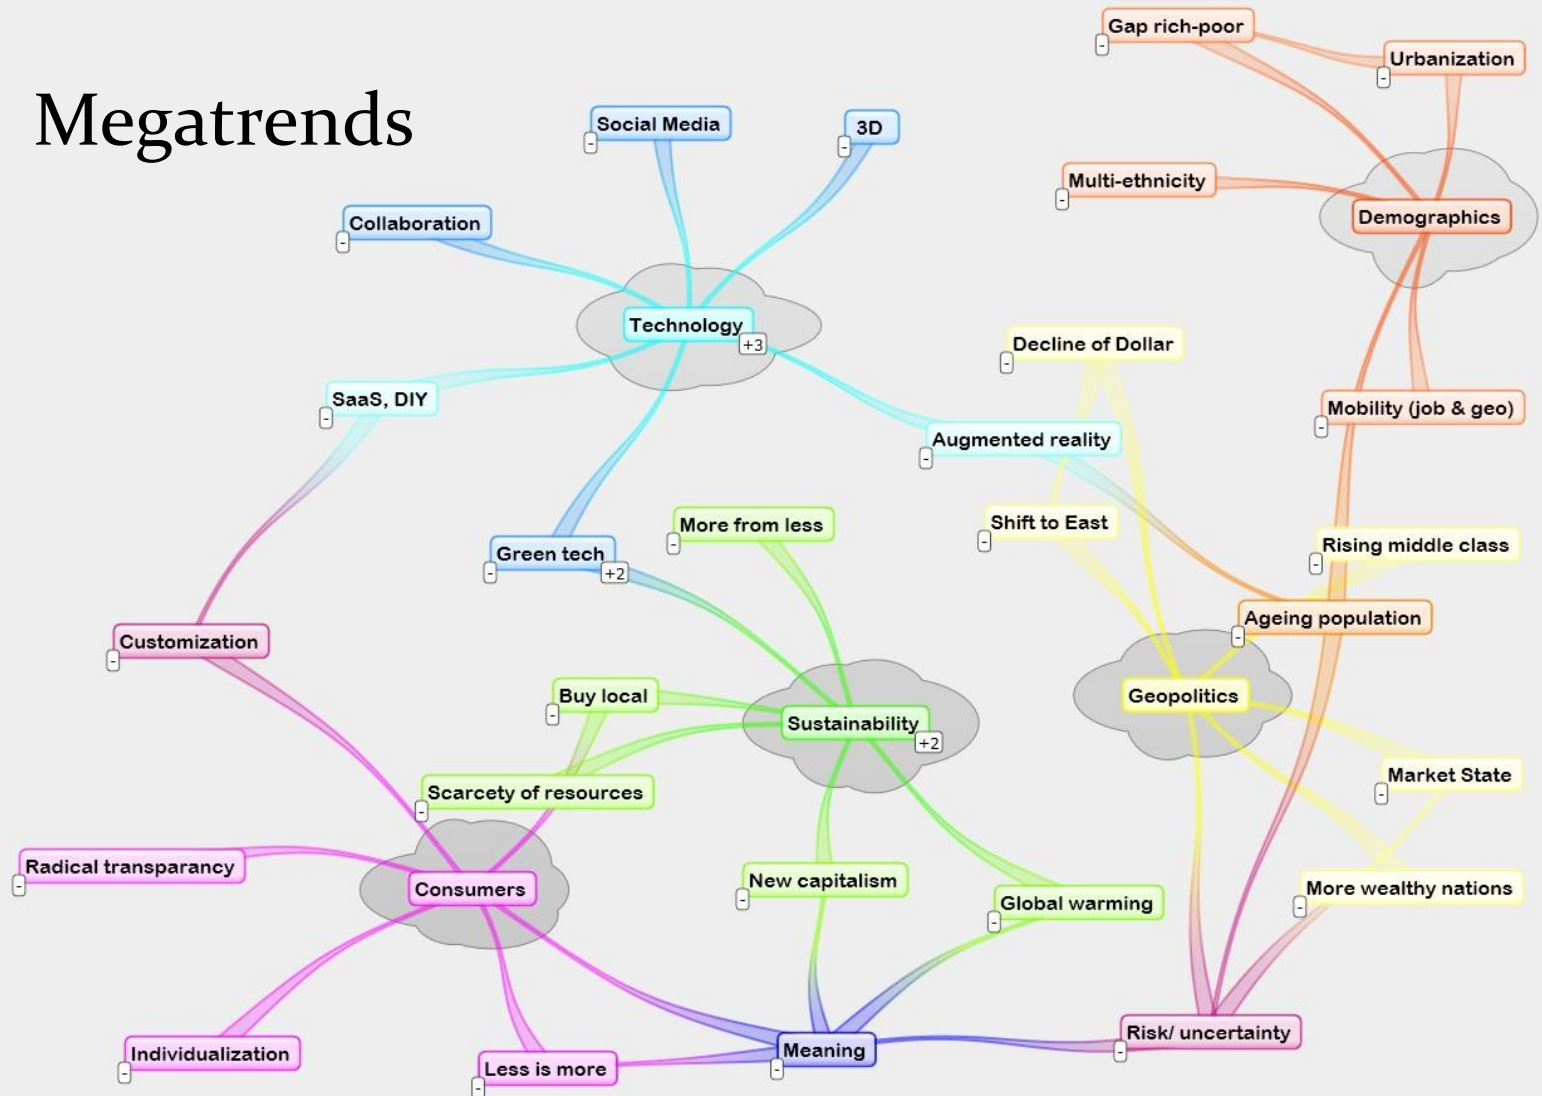 Megatrends
Gap rich-poor
-
Urbanization
-
Social Media
-
3D
-
Multi-ethnicity
-
Demographics
Collaboration
-
Technology
+3
Decline of Dollar
-
SaaS, DIY
-
Mobility (job & geo)
-
Augmented reality
-
More from less
-
Shift to East
-
Rising middle class
-
Green tech
-
+2
Ageing population
-
Customization
-
Buy local
-
Geopolitics
Sustainability
+2
Market State
-
Scarcety of resources
-
Radical transparancy
-
Consumers
New capitalism
-
Global warming
-
More wealthy nations
-
Risk/ uncertainty
-
Individualization
-
Meaning
-
Less is more
-